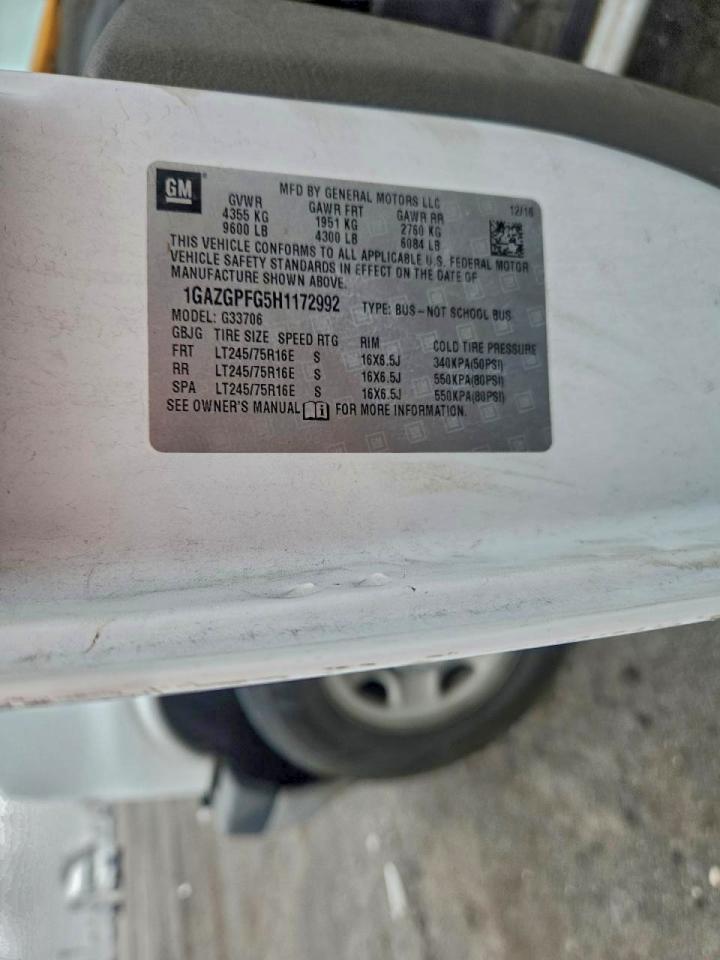 GM
MFD BY GENERAL MOTORS LLC 12/16
GVWR GAWR FRT GAWR RR
4355 KG 1951 KG 2760 KG
9600 LB 4300 LB 6084 LB
THIS VEHICLE CONFORMS TO ALL APPLICABLE U.S. FEDERAL MOTOR
VEHICLE SAFETY STANDARDS IN EFFECT ON THE DATE OF
MANUFACTURE SHOWN ABOVE.
1GAZGPFG5H1172992 TYPE: BUS-NOT SCHOOL BUS
MODEL: G33706
GBJG TIRE SIZE SPEED RTG RIM COLD TIRE PRESSURE
FRT LT245/75R16E S 16X6.5J 340KPA(50PSI)
RR LT245/75R16E S 16X6.5J 550KPA(80PSI)
SPA LT245/75R16E S 16X6.5J 550KPA(80PSI)
SEE OWNER'S MANUAL i FOR MORE INFORMATION.